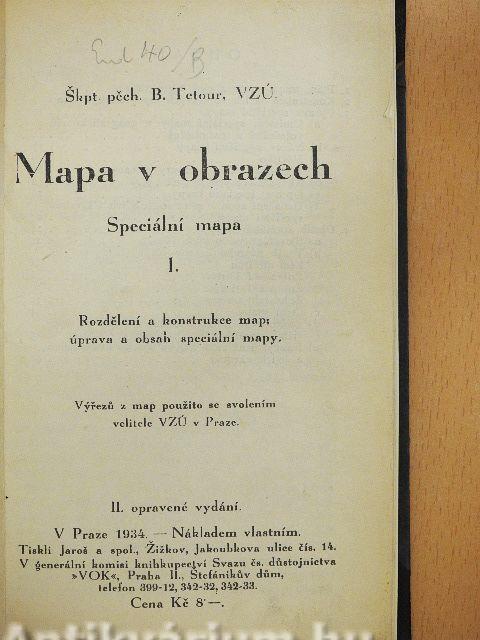 40/B
Škpt. pěch. B. Tetour, VZÚ.
Mapa v obrazech
Speciální mapa
I.
Rozdělení a konstrukce map;
úprava a obsah speciální mapy.
Výřezů z map použito se svolením
velitele VZÚ v Praze.
II. opravené vydání.
V Praze 1934. — Nákladem vlastním.
Tiskli Jaroš a spol., Žižkov, Jakoubkova ulice čís. 14.
V generální komisi knihkupectví Svazu čs. důstojnictva
»VOK«, Praha II., Štefánikův dům,
telefon 399-12, 342-32, 342-33.
Cena Kč 8·—.
Antikvárium.hu